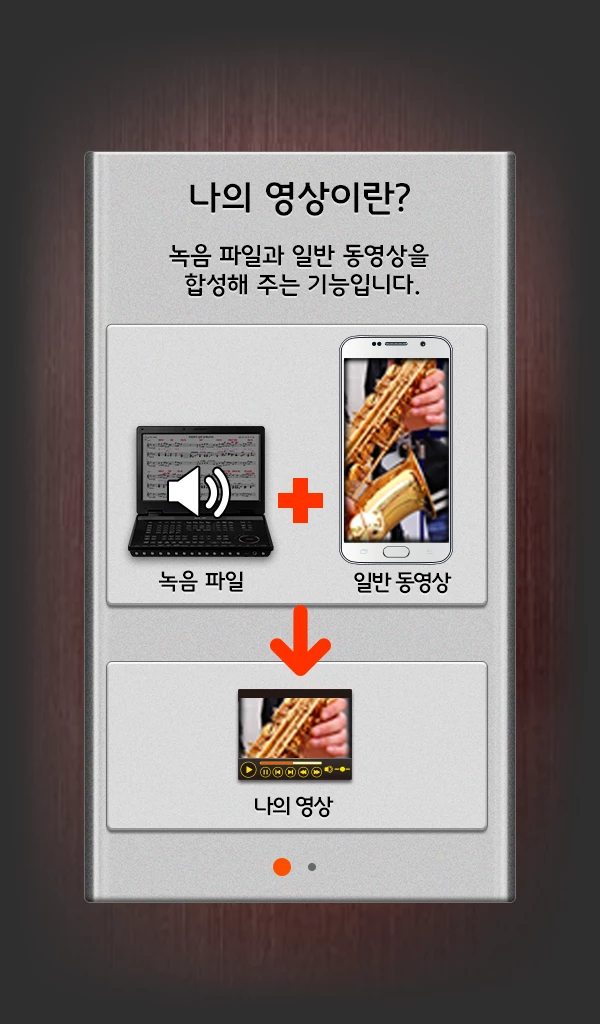 나의 영상이란?
녹음 파일과 일반 동영상을
합성해 주는 기능입니다.
녹음 파일
일반 동영상
나의 영상